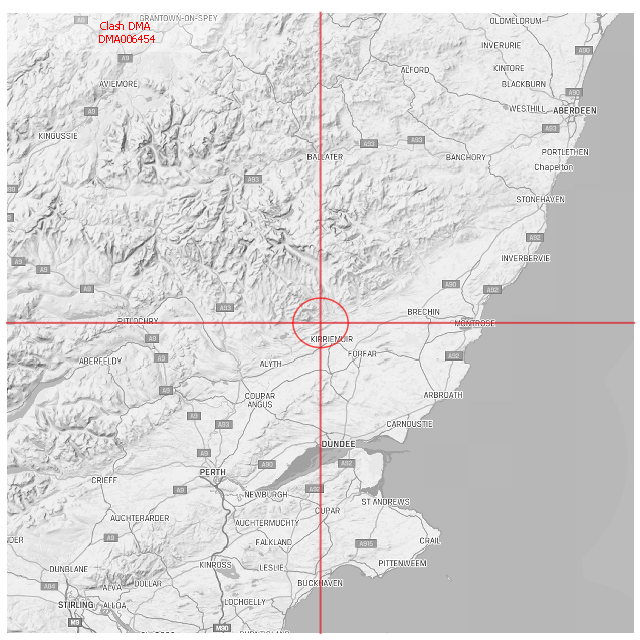 GRANTOWN-ON-SPEY
Clash DMA
DMA006454
OLDMELDRUM
INVERURIE
A90
A9
AVIEMORE
ALFORD
KINTORE
BLACKBURN
A9
A90
WESTHILL
ABERDEEN
KINGUSSIE
A93
A93
A93
BALLATER
BANCHORY
PORTLETHEN
Chapelton
A93
STONEHAVEN
A92
A9
A9
INVERBERVIE
A9
A90
A92
A93
BRECHIN
PITLOCHRY
MONTROSE
A9
KIRRIEMUIR
FORFAR
A9
ABERFELDY
ALYTH
A92
A9
COUPAR
ANGUS
ARBROATH
A9
A93
CARNOUSTIE
DUNDEE
A9
A90
A92
PERTH
CRIEFF
A9
NEWBURGH
ST ANDREWS
CUPAR
AUCHTERARDER
AUCHTERMUCHTY
A9
FALKLAND
A915
CRAIL
KINROSS
LESLIE
PITTENWEEM
DUNBLANE
A84
ALVA
DOLLAR
BUCKHAVEN
STIRLING
ALLOA
LOCHGELLY
M9
M90